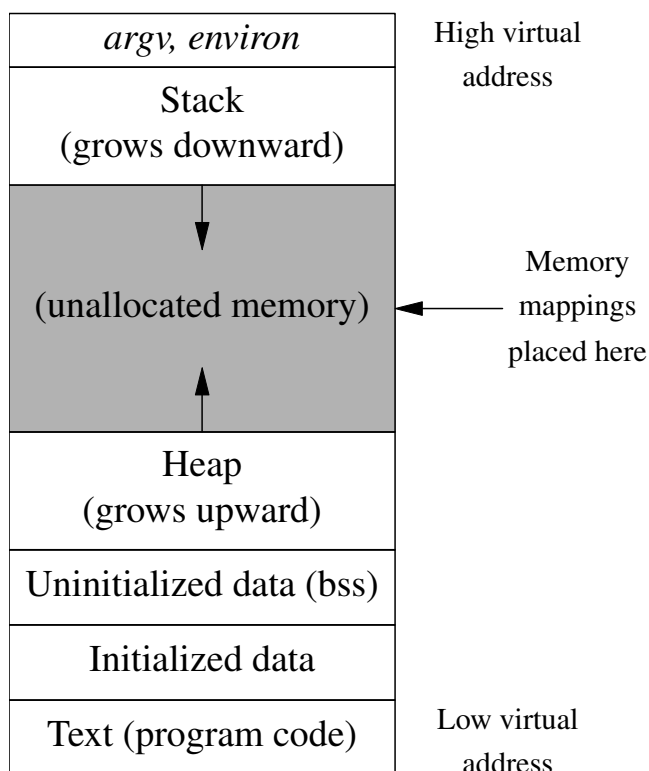 argv, environ
High virtual
address
Stack
(grows downward)
(unallocated memory)
Memory
mappings
placed here
Heap
(grows upward)
Uninitialized data (bss)
Initialized data
Text (program code)
Low virtual
address